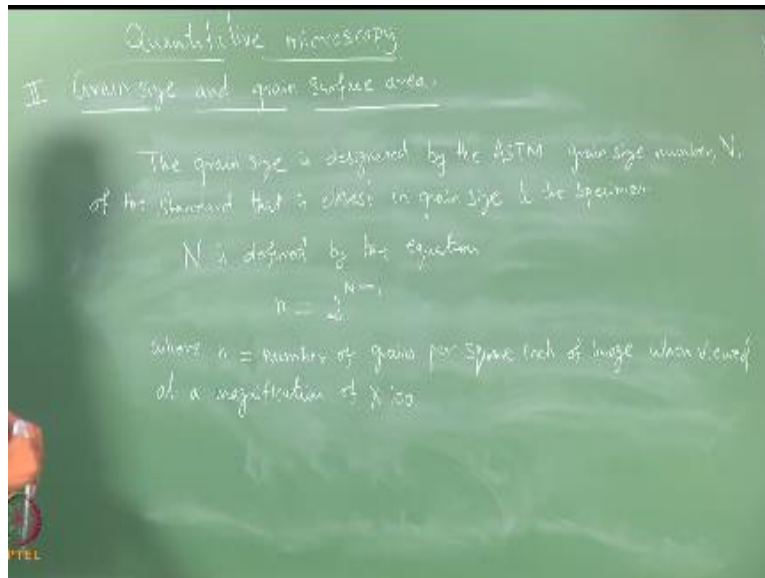 Quantitative microscopy
II Grain size and grain surface area.
The grain size is designated by the ASTM grain size number, N,
of the standard that is closest in grain size to the specimen
N is defined by the equation
n = 2^{N-1}
where n = number of grains per square inch of image when viewed
at a magnification of X 100
PTEL